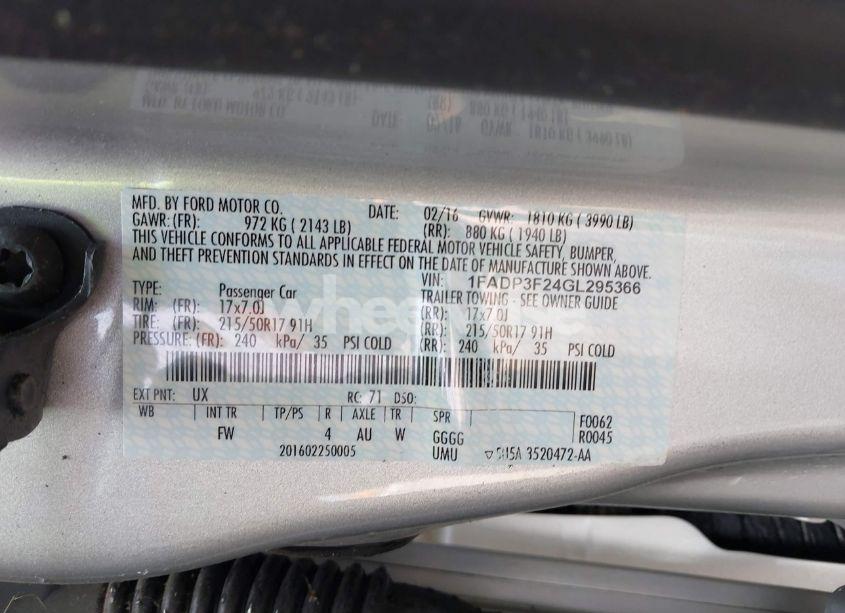 MFD. BY FORD MOTOR CO. DATE: 02/16 GVWR: 1810 KG ( 3990 LB)
GAWR: (FR): 972 KG ( 2143 LB) (RR): 880 KG ( 1940 LB)
THIS VEHICLE CONFORMS TO ALL APPLICABLE FEDERAL MOTOR VEHICLE SAFETY, BUMPER,
AND THEFT PREVENTION STANDARDS IN EFFECT ON THE DATE OF MANUFACTURE SHOWN ABOVE.
VIN: 1FADP3F24GL295366
TYPE: Passenger Car TRAILER TOWING - SEE OWNER GUIDE
RIM: (FR): 17x7.0J (RR): 17x7.0J
TIRE: (FR): 215/50R17 91H (RR): 215/50R17 91H
PRESSURE: (FR): 240 kPa/ 35 PSI COLD (RR): 240 kPa/ 35 PSI COLD
EXT PNT: UX RC: 71 DSO:
WB INT TR TP/PS R AXLE TR SPR F0062
FW 4 AU W GGGG R0045
201602250005 UMU 5U5A 3520472-AA